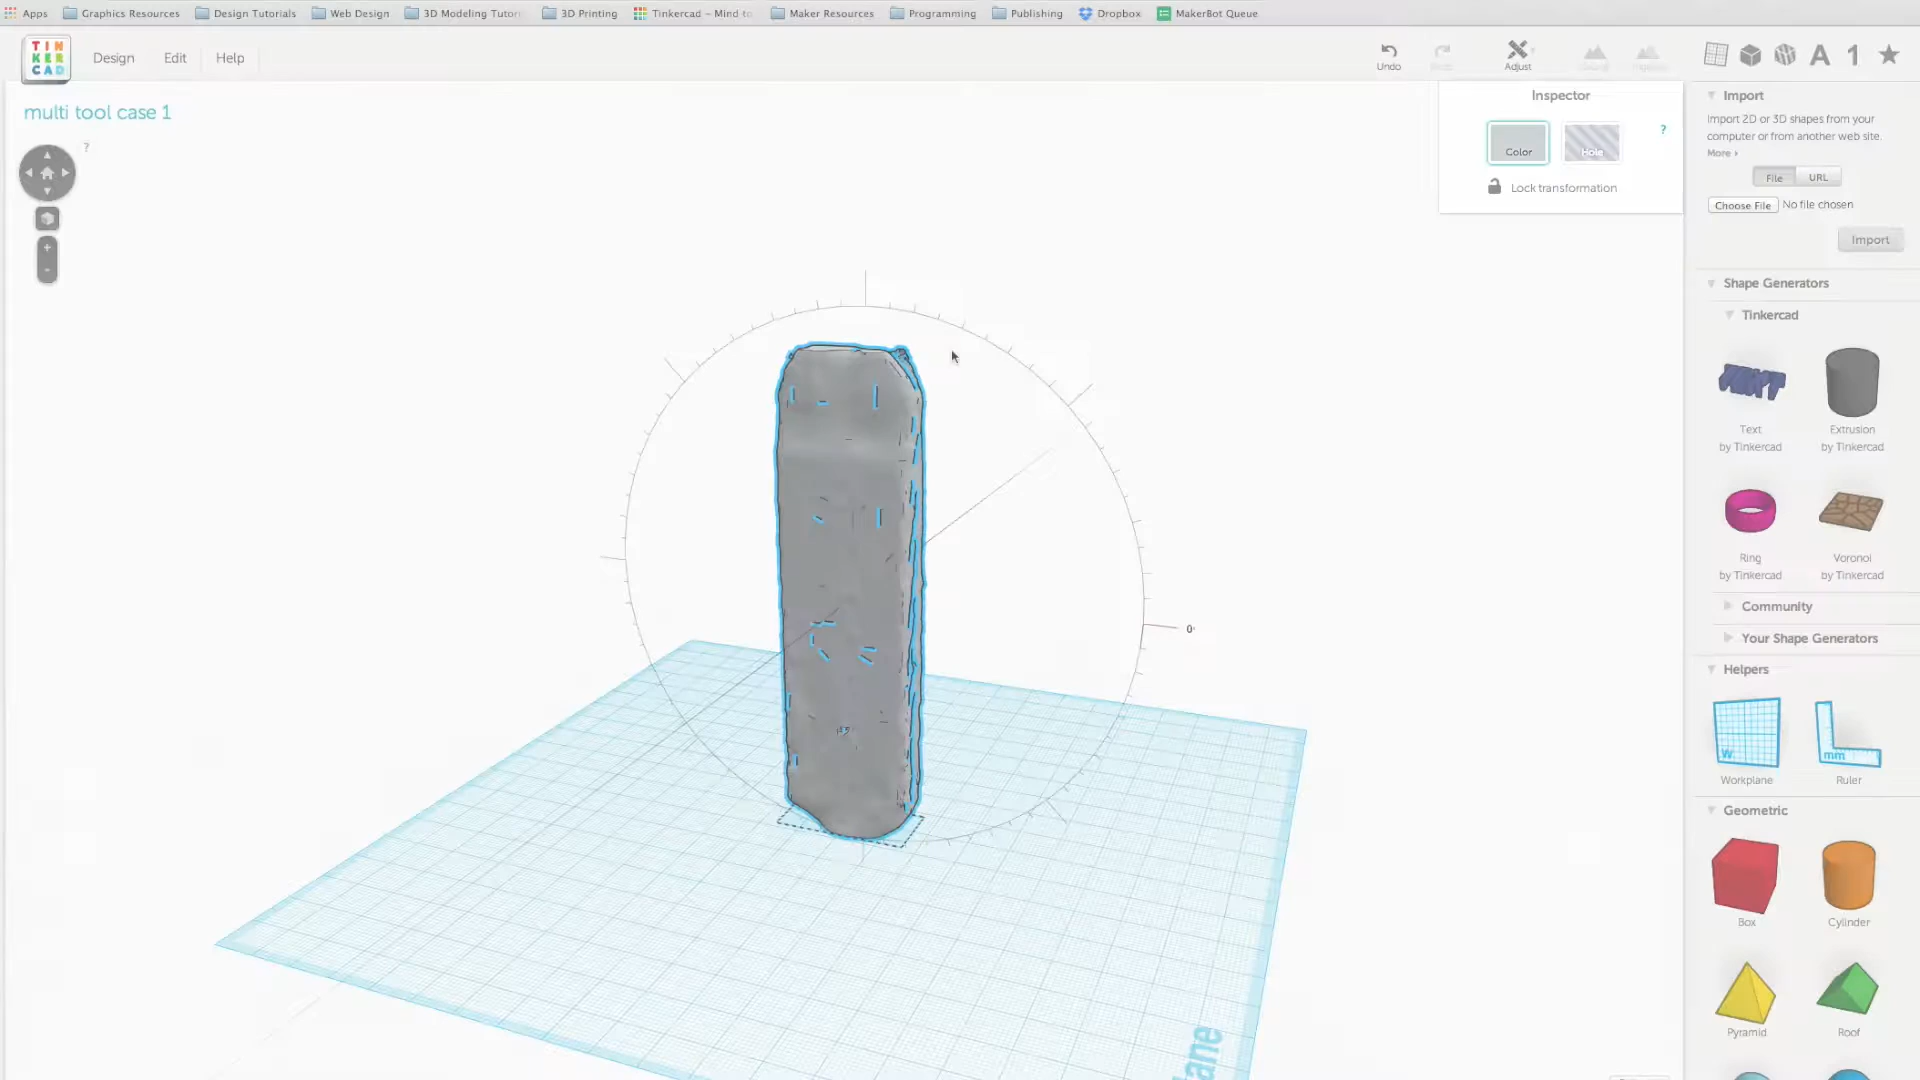 Apps Graphics Resources Design Tutorials Web Design 3D Modeling Tutori 3D Printing Tinkercad – Mind to Maker Resources Programming Publishing Dropbox MakerBot Queue
TIN
KER
CAD
Design Edit Help
Undo Adjust
A 1
multi tool case 1
?
+
-
Inspector
Color Hole
?
Lock transformation
0°
Import
Import 2D or 3D shapes from your
computer or from another web site.
More ›
File URL
Choose File No file chosen
Import
Shape Generators
Tinkercad
TEXT
Text
by Tinkercad
Extrusion
by Tinkercad
Ring
by Tinkercad
Voronoi
by Tinkercad
Community
Your Shape Generators
Helpers
W
mm
Workplane Ruler
Geometric
Box Cylinder
Pyramid Roof